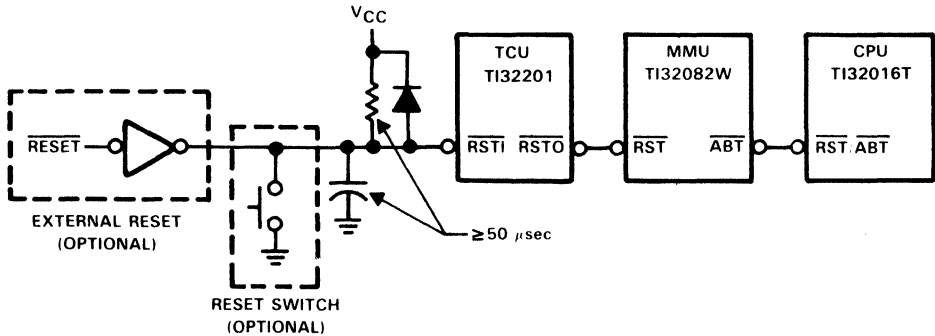 VCC
TCU
TI32201
MMU
TI32082W
CPU
TI32016T
RESET
RSTI RSTO
RST ABT
RST/ABT
EXTERNAL RESET
(OPTIONAL)
≥50 μsec
RESET SWITCH
(OPTIONAL)